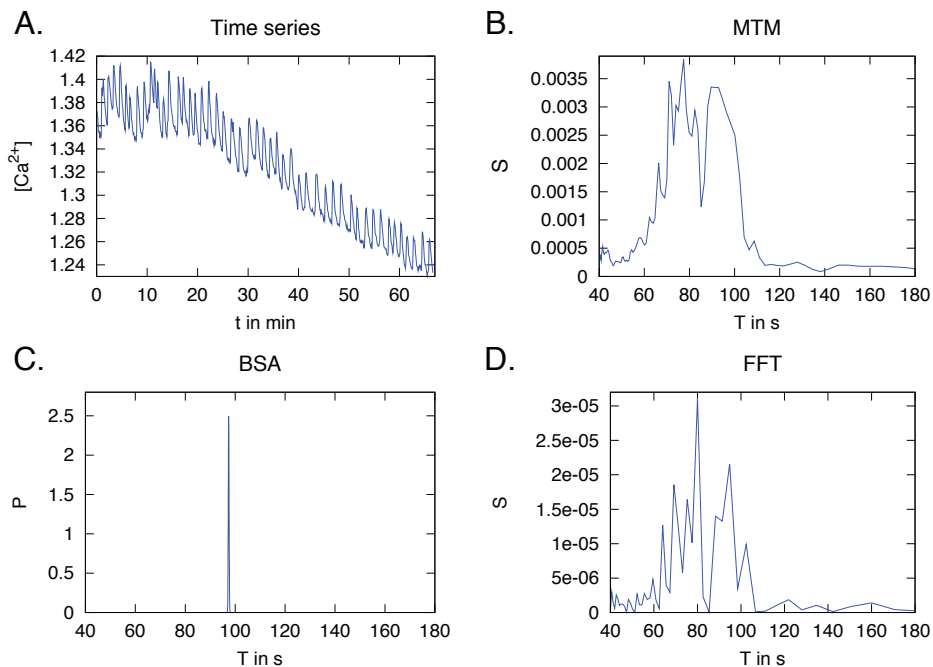 A. Time series
[Ca²⁺]
1.42
1.4
1.38
1.36
1.34
1.32
1.3
1.28
1.26
1.24
0 10 20 30 40 50 60
t in min
B. MTM
S
0.0035
0.003
0.0025
0.002
0.0015
0.001
0.0005
0
40 60 80 100 120 140 160 180
T in s
C. BSA
P
2.5
2
1.5
1
0.5
0
40 60 80 100 120 140 160 180
T in s
D. FFT
S
3e-05
2.5e-05
2e-05
1.5e-05
1e-05
5e-06
0
40 60 80 100 120 140 160 180
T in s